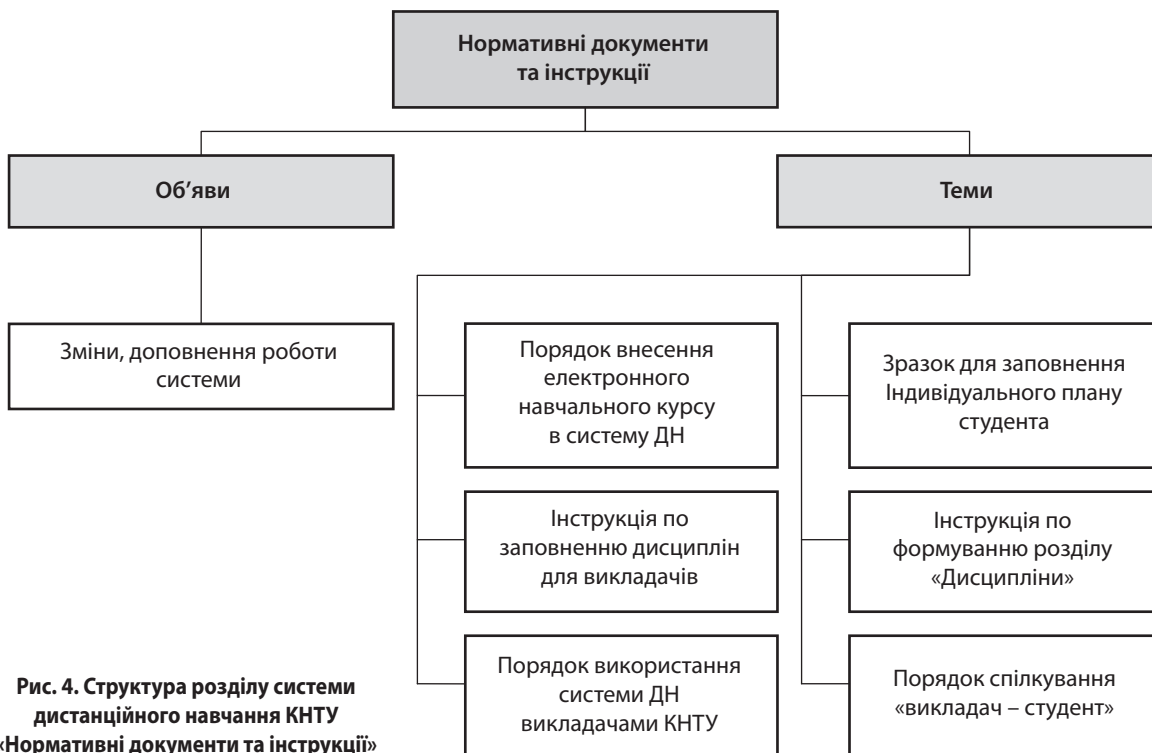 Нормативні документи
та інструкції
Об’яви
Теми
Зміни, доповнення роботи
системи
Порядок внесення
електронного
навчального курсу
в систему ДН
Зразок для заповнення
Індивідуального плану
студента
Інструкція по
заповненню дисциплін
для викладачів
Інструкція по
формуванню розділу
«Дисципліни»
Порядок використання
системи ДН
викладачами КНТУ
Порядок спілкування
«викладач – студент»
Рис. 4. Структура розділу системи
дистанційного навчання КНТУ
«Нормативні документи та інструкції»